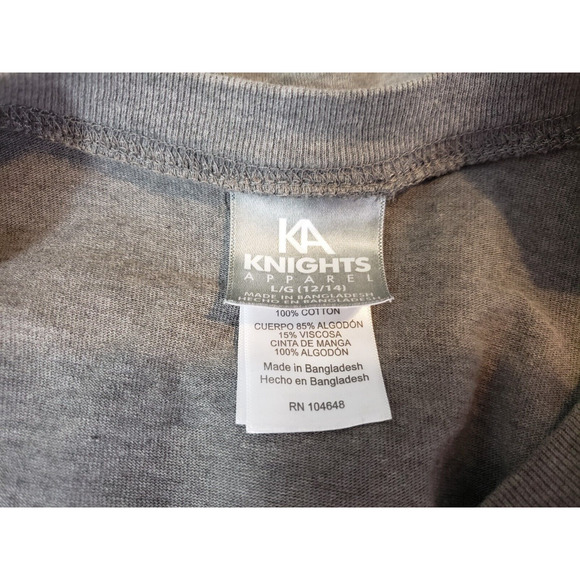 KA
KNIGHTS
APPAREL
L/G (12/14)
MADE IN BANGLADESH
HECHO EN BANGLADESH
100% COTTON
CUERPO 85% ALGODÓN
15% VISCOSA
CINTA DE MANGA
100% ALGODÓN
Made in Bangladesh
Hecho en Bangladesh
RN 104648